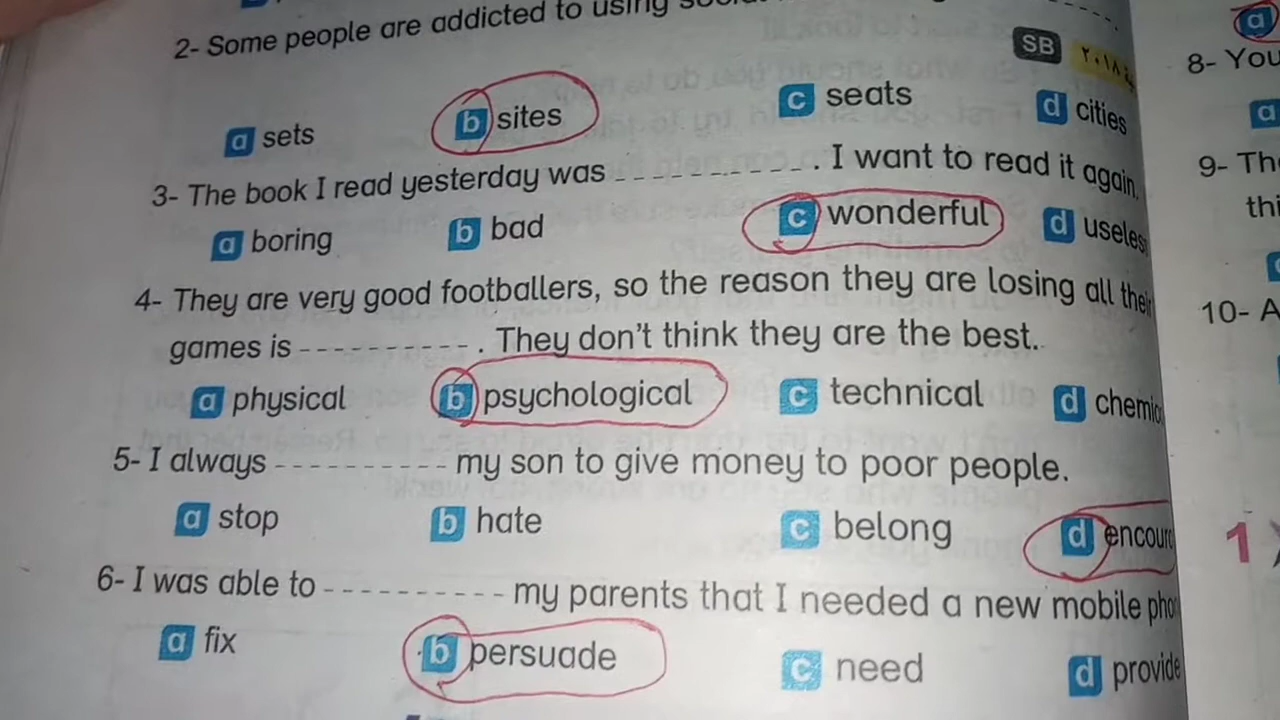 2- Some people are addicted to using
SB ٢٠١٨
a sets b sites c seats d cities
3- The book I read yesterday was ---------- . I want to read it again.
a boring b bad c wonderful d
4- They are very good footballers, so the reason they are losing all their
games is ---------- . They don't think they are the best.
a physical b psychological c technical d
5- I always ---------- my son to give money to poor people.
a stop b hate c belong d
6- I was able to ---------- my parents that I needed a new mobile
a fix b persuade c need d provide
a
8- You
a
9-
10- A
1